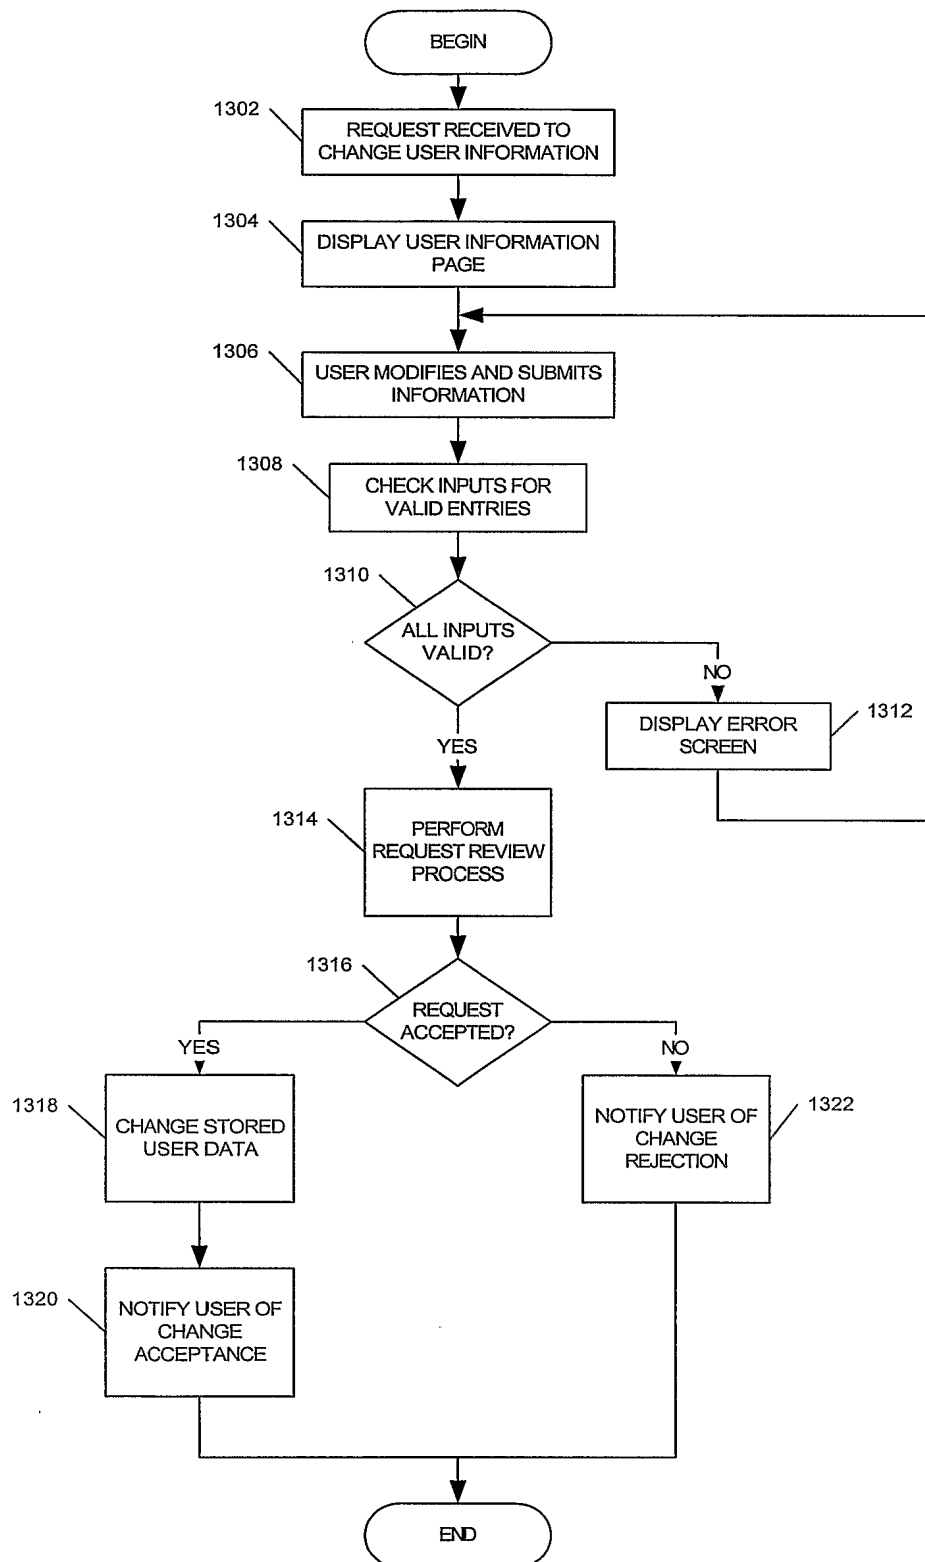 BEGIN
1302
REQUEST RECEIVED TO
CHANGE USER INFORMATION
1304
DISPLAY USER INFORMATION
PAGE
1306
USER MODIFIES AND SUBMITS
INFORMATION
1308
CHECK INPUTS FOR
VALID ENTRIES
1310
ALL INPUTS
VALID?
NO
1312
DISPLAY ERROR
SCREEN
YES
1314
PERFORM
REQUEST REVIEW
PROCESS
1316
REQUEST
ACCEPTED?
YES
NO
1318
CHANGE STORED
USER DATA
1322
NOTIFY USER OF
CHANGE
REJECTION
1320
NOTIFY USER OF
CHANGE
ACCEPTANCE
END